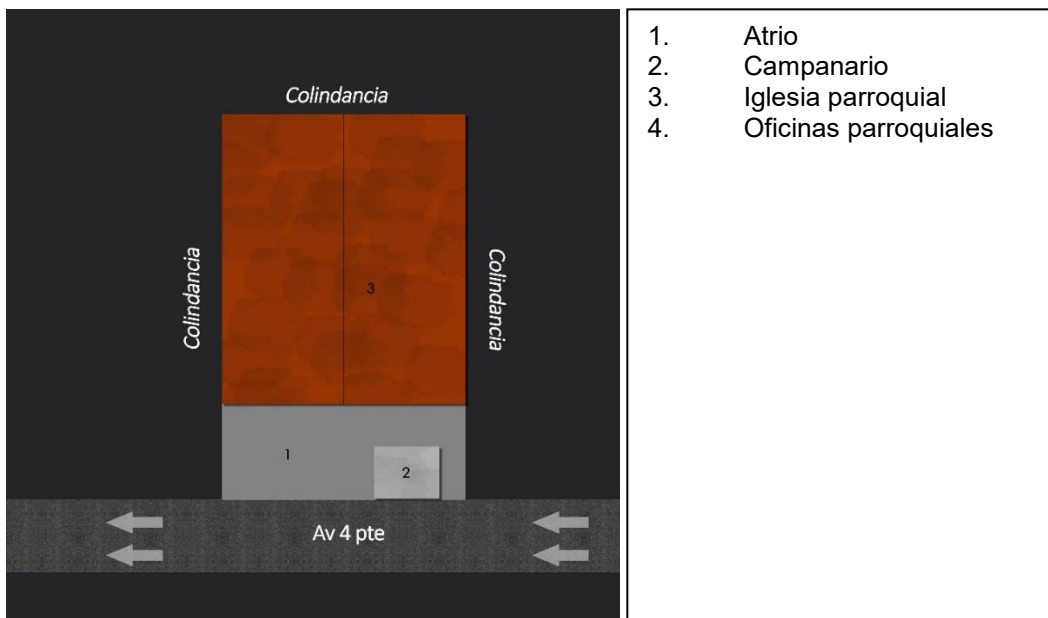 Colindancia
Colindancia
Colindancia
3
1
2
Av 4 pte
1. Atrio
2. Campanario
3. Iglesia parroquial
4. Oficinas parroquiales